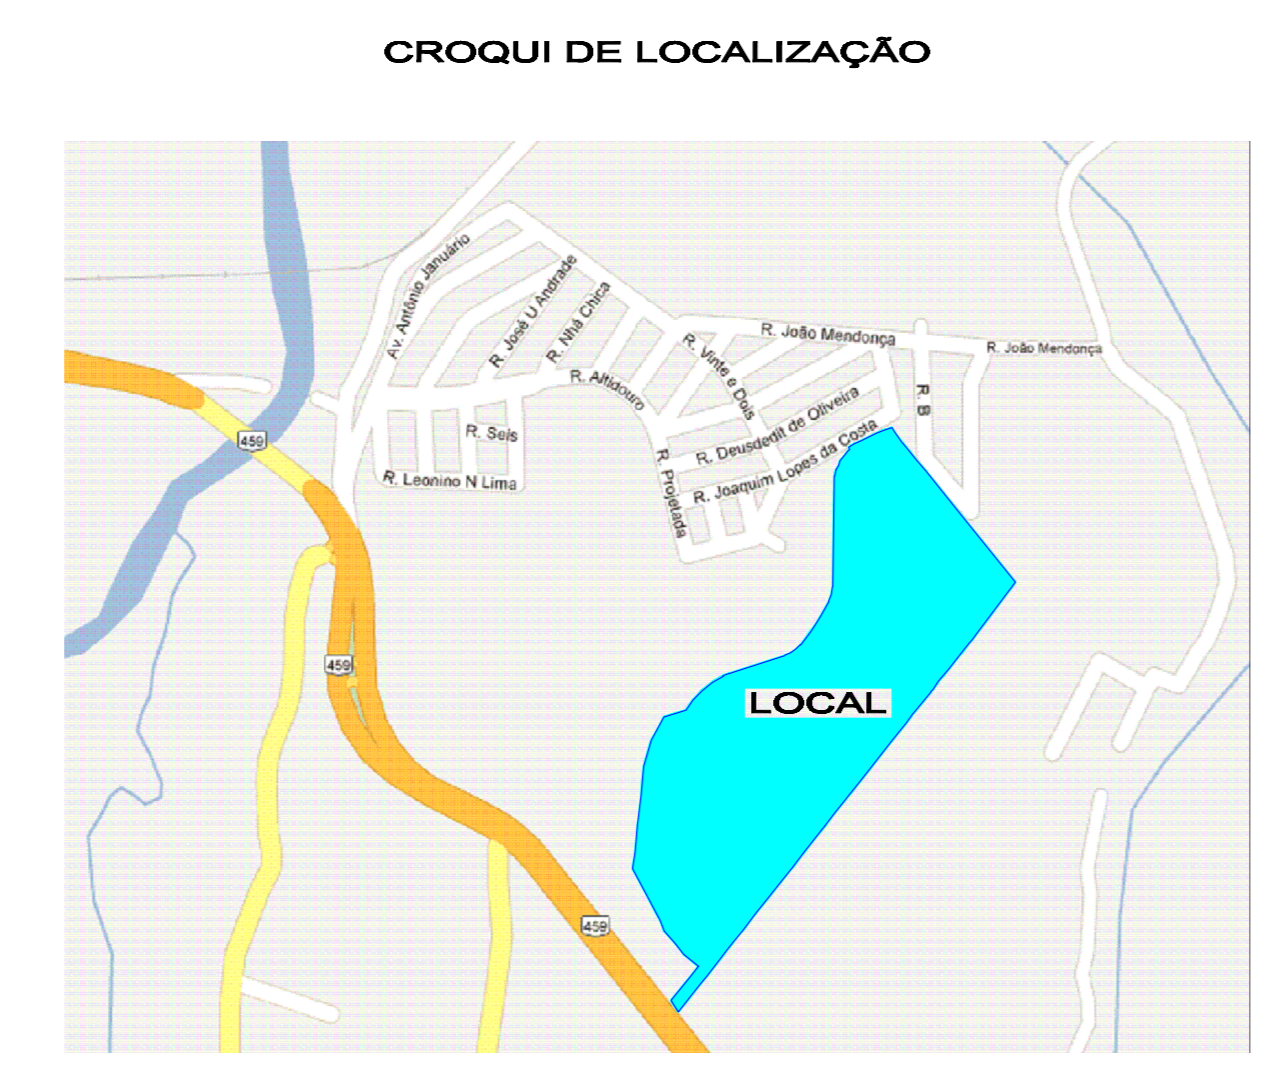 CROQUI DE LOCALIZAÇÃO
Av. Antônio Januário
R. José U Andrade
R. Nhá Chica
R. João Mendonça
R. João Mendonça
R. Vinte e Dois
R. Altidouro
R. B
R. Deusdedit de Oliveira
R. Seis
R. Joaquim Lopes da Costa
459
R. Leonino N Lima
R. Projetada
459
LOCAL
459